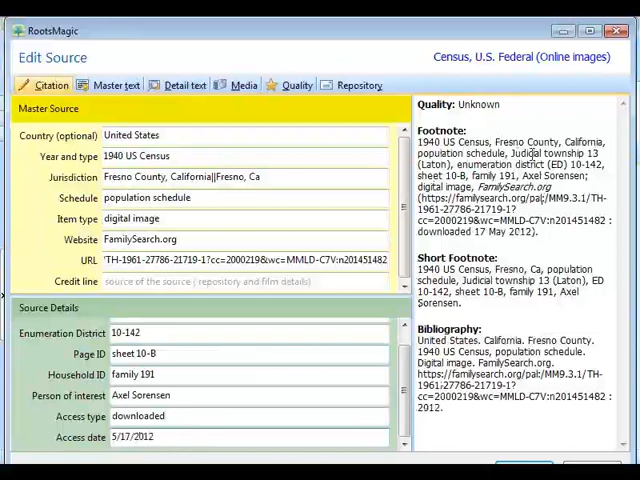 RootsMagic
Edit Source
Census, U.S. Federal (Online images)
Citation
Master text
Detail text
Media
Quality
Repository
Master Source
Country (optional) United States
Year and type 1940 US Census
Jurisdiction Fresno County, California||Fresno, Ca
Schedule population schedule
Item type digital image
Website FamilySearch.org
URL 'TH-1961-27786-21719-1?cc=2000219&wc=MMLD-C7V:n201451482
Credit line source of the source (repository and film details)
Source Details
Enumeration District 10-142
Page ID sheet 10-B
Household ID family 191
Person of interest Axel Sorensen
Access type downloaded
Access date 5/17/2012
Quality: Unknown
Footnote:
1940 US Census, Fresno County, California,
population schedule, Judicial township 13
(Laton), enumeration district (ED) 10-142,
sheet 10-B, family 191, Axel Sorensen;
digital image, FamilySearch.org
(https://familysearch.org/pal:/MM9.3.1/TH-
1961-27786-21719-1?
cc=2000219&wc=MMLD-C7V:n201451482 :
downloaded 17 May 2012).
Short Footnote:
1940 US Census, Fresno, Ca, population
schedule, Judicial township 13 (Laton), ED
10-142, sheet 10-B, family 191, Axel
Sorensen.
Bibliography:
United States. California. Fresno County.
1940 US Census, population schedule.
Digital image. FamilySearch.org.
https://familysearch.org/pal:/MM9.3.1/TH-
1961-27786-21719-1?
cc=2000219&wc=MMLD-C7V:n201451482 :
2012.